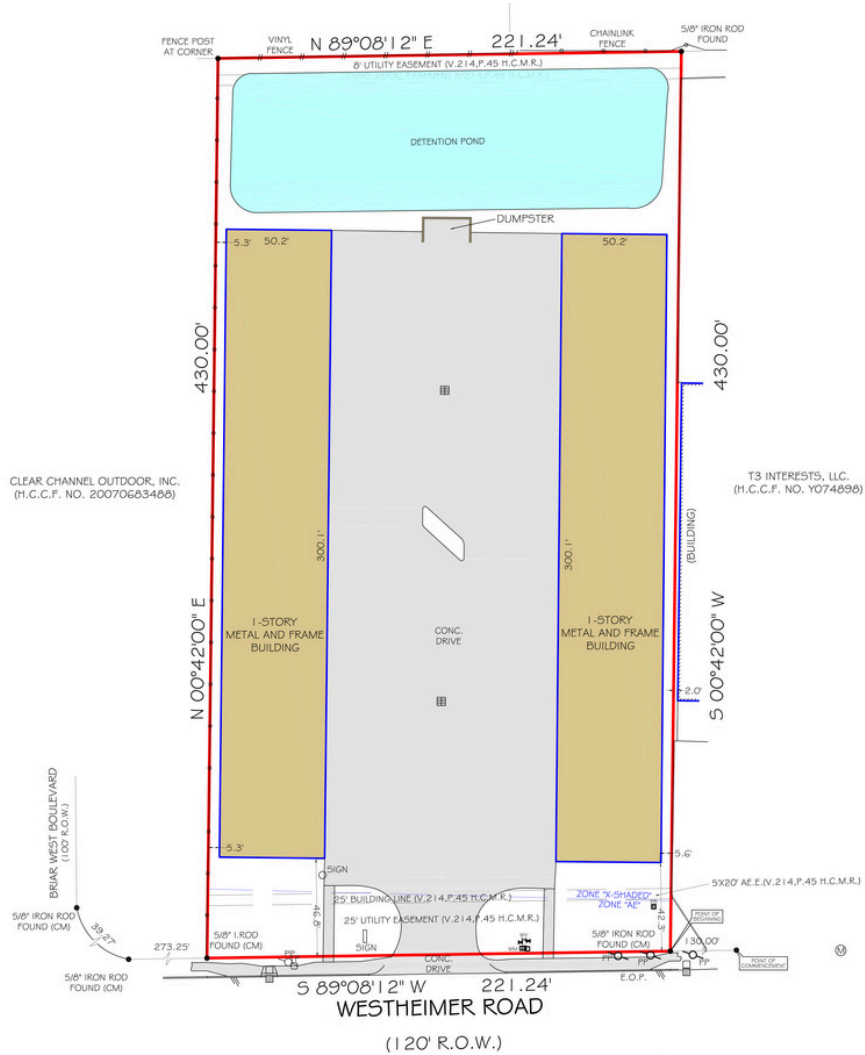 FENCE POST
AT CORNER
VINYL
FENCE
N 89°08'12" E
221.24'
CHAINLINK
FENCE
5/8" IRON ROD
FOUND
8' UTILITY EASEMENT (V.214,P.45 H.C.M.R.)
DETENTION POND
DUMPSTER
5.3'
50.2'
50.2'
430.00'
430.00'
CLEAR CHANNEL OUTDOOR, INC.
(H.C.C.F. NO. 20070683488)
T3 INTERESTS, LLC.
(H.C.C.F. NO. Y074898)
(BUILDING)
300.1'
300.1'
N 00°42'00" E
1-STORY
METAL AND FRAME
BUILDING
CONC.
DRIVE
1-STORY
METAL AND FRAME
BUILDING
S 00°42'00" W
2.0'
BRIAR WEST BOULEVARD
(100' R.O.W.)
5.3'
5.6'
SIGN
5'X20' A.E.E.(V.214,P.45 H.C.M.R.)
ZONE "X-SHADED"
ZONE "AE"
25' BUILDING LINE (V.214,P.45 H.C.M.R.)
46.8'
42.3'
25' UTILITY EASEMENT (V.214,P.45 H.C.M.R.)
POINT OF
BEGINNING
5/8" IRON ROD
FOUND (CM)
39.27'
273.25'
5/8" I.ROD
FOUND (CM)
SIGN
5/8" IRON ROD
FOUND (CM)
130.00'
PP
PP
PP
PP
CONC.
DRIVE
POINT OF
COMMENCEMENT
M
5/8" IRON ROD
FOUND (CM)
E.O.P.
S 89°08'12" W
221.24'
WESTHEIMER ROAD
(120' R.O.W.)